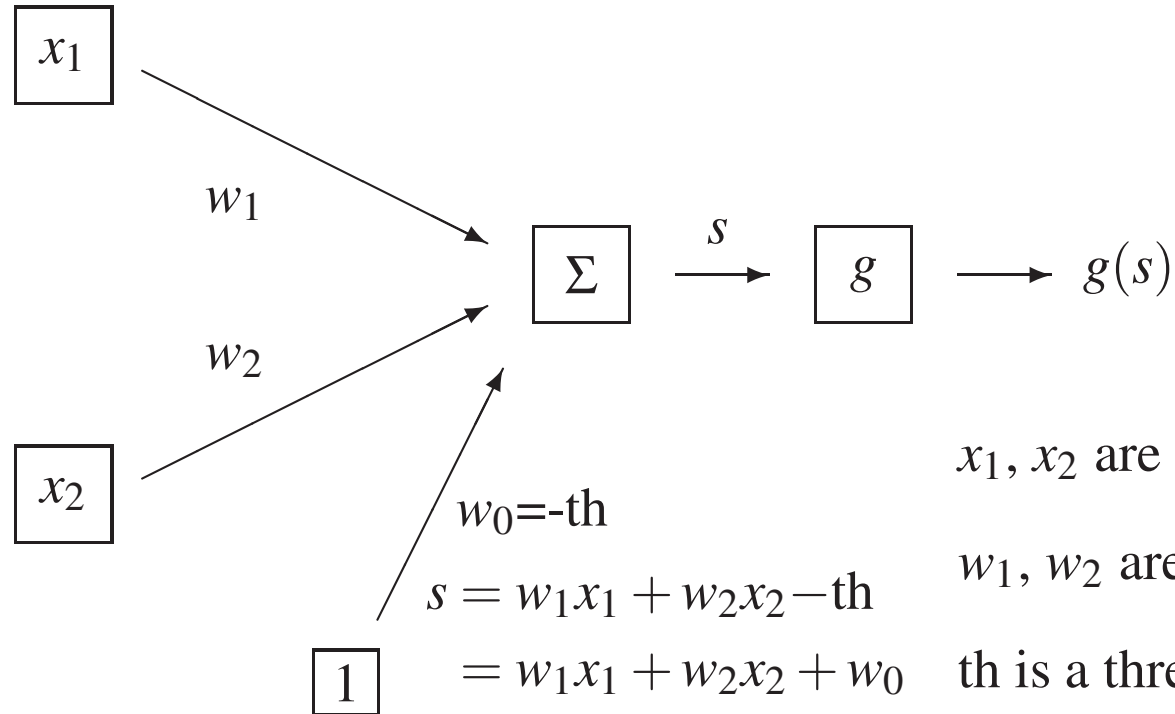 x₁
w₁
s
Σ
g
g(s)
w₂
x₂
x₁, x₂ are
w₀=-th
w₁, w₂ are
s = w₁x₁ + w₂x₂−th
1
= w₁x₁ + w₂x₂ + w₀
th is a